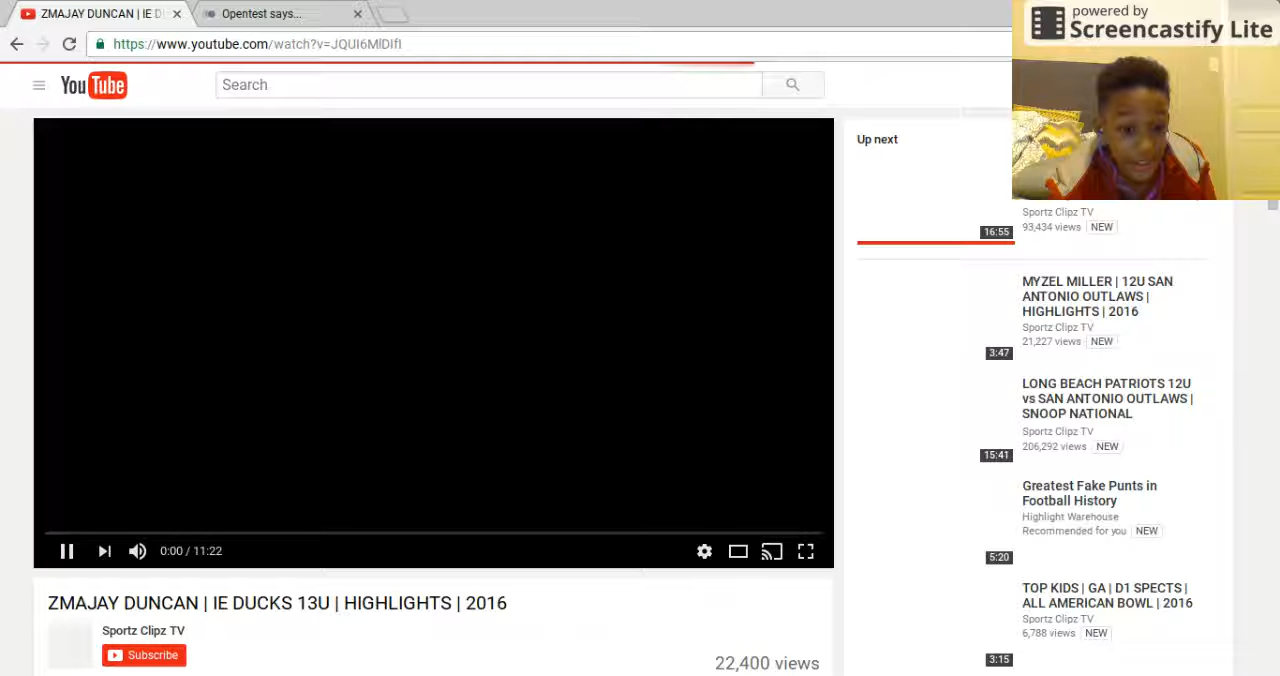 ZMAJAY DUNCAN | IE D
Opentest says...
powered by
Screencastify Lite
https://www.youtube.com/watch?v=JQUI6MlDIfI
YouTube
Search
Up next
Sportz Clipz TV
16:55
93,434 views NEW
MYZEL MILLER | 12U SAN
ANTONIO OUTLAWS |
HIGHLIGHTS | 2016
Sportz Clipz TV
21,227 views NEW
3:47
LONG BEACH PATRIOTS 12U
vs SAN ANTONIO OUTLAWS |
SNOOP NATIONAL
Sportz Clipz TV
206,292 views NEW
15:41
Greatest Fake Punts in
Football History
Highlight Warehouse
Recommended for you NEW
5:20
TOP KIDS | GA | D1 SPECTS |
ALL AMERICAN BOWL | 2016
Sportz Clipz TV
6,788 views NEW
3:15
0:00 / 11:22
ZMAJAY DUNCAN | IE DUCKS 13U | HIGHLIGHTS | 2016
Sportz Clipz TV
Subscribe
22,400 views